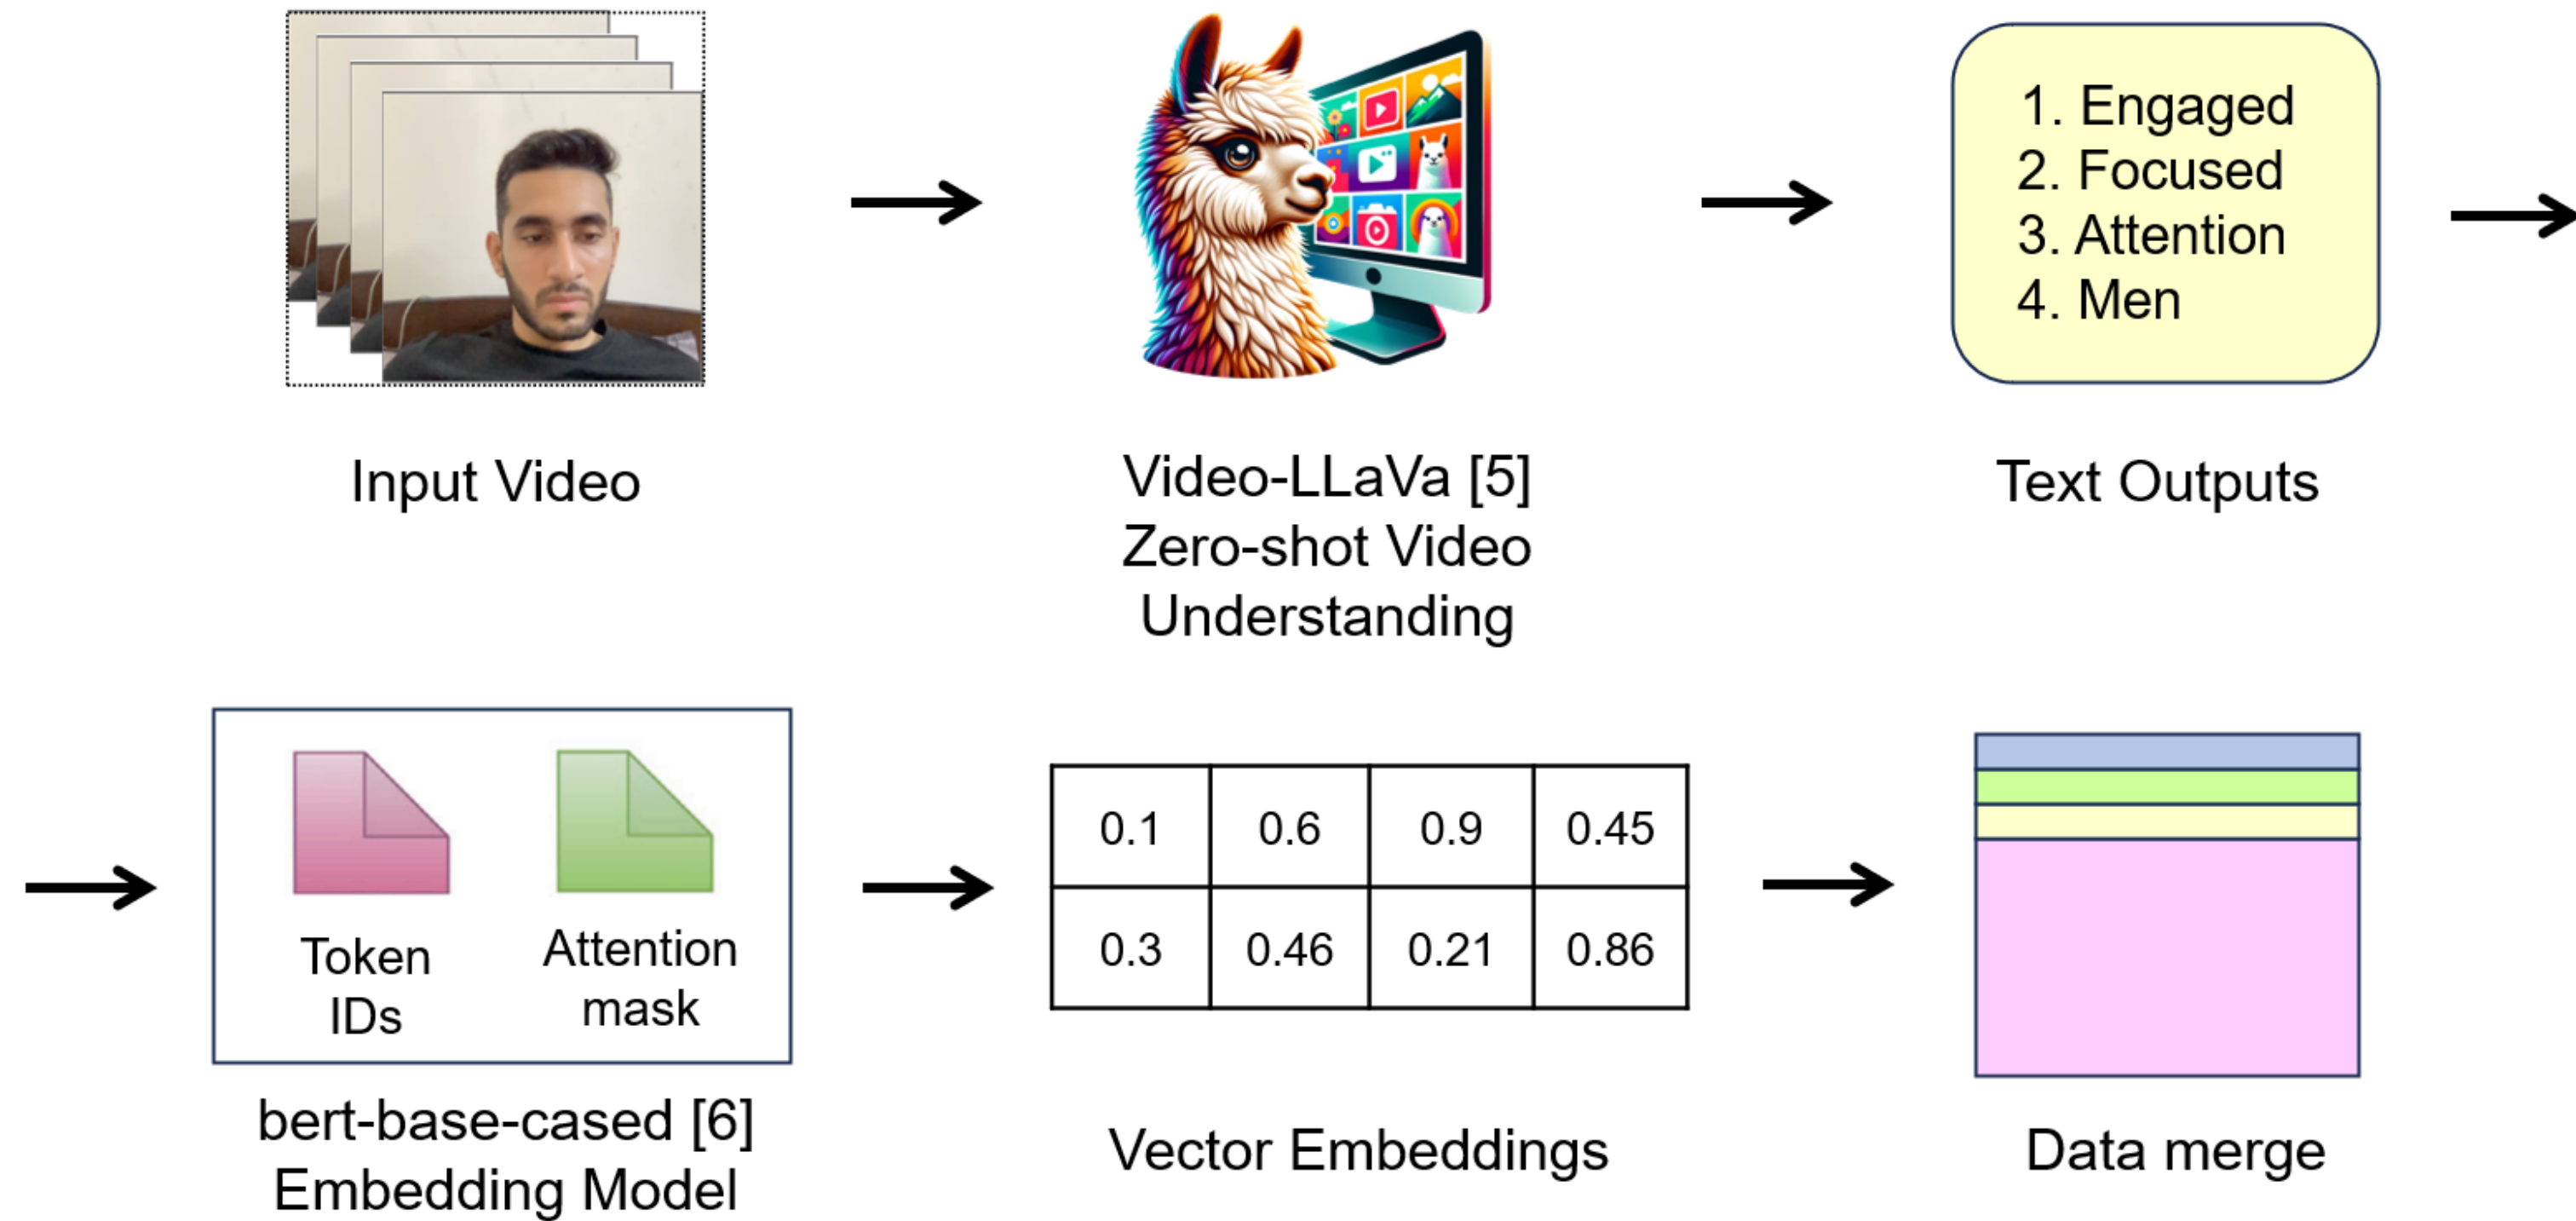 Input Video
Video-LLaVa [5]
Zero-shot Video
Understanding
1. Engaged
2. Focused
3. Attention
4. Men
Text Outputs
Token
IDs
Attention
mask
bert-base-cased [6]
Embedding Model
0.1 0.6 0.9 0.45
0.3 0.46 0.21 0.86
Vector Embeddings
Data merge